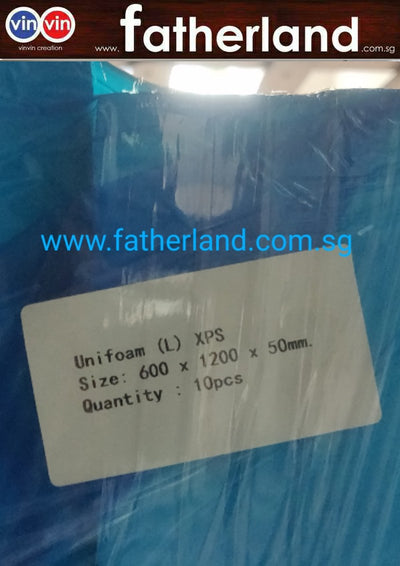 vin vin
vinvin creation
www.fatherland.com.sg
www.fatherland.com.sg
Unifoam (L) XPS
Size: 600 x 1200 x 50mm.
Quantity : 10pcs